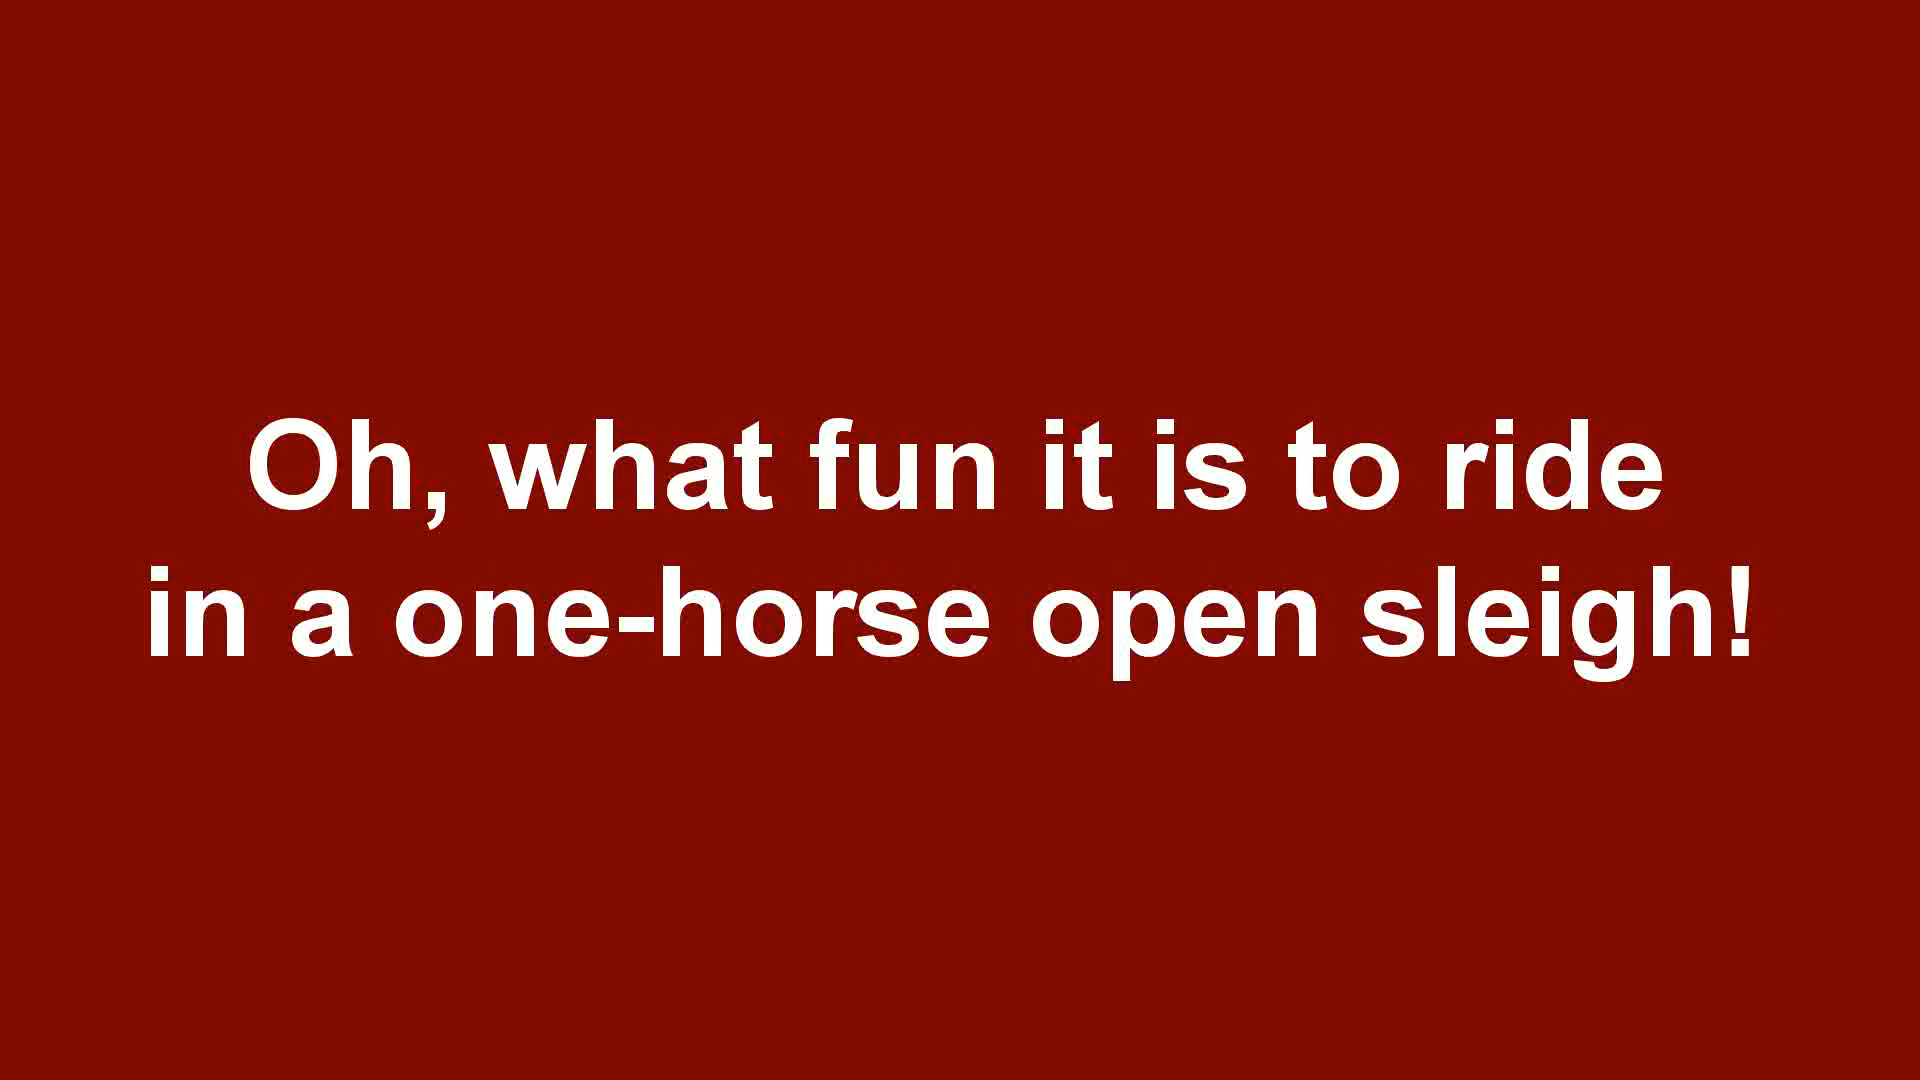 Oh, what fun it is to ride
in a one-horse open sleigh!